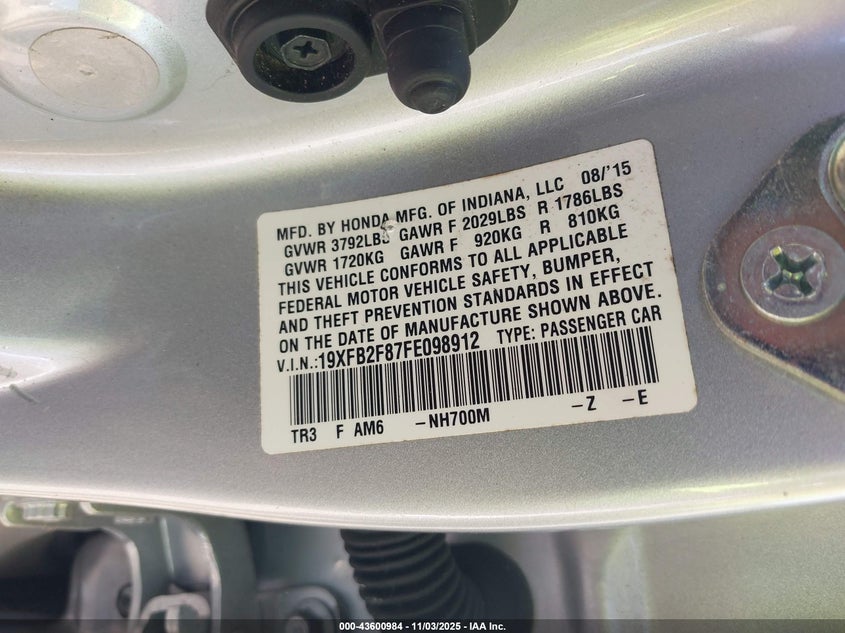 MFD. BY HONDA MFG. OF INDIANA, LLC 08/'15
GVWR 3792LBS GAWR F 2029LBS R 1786LBS
GVWR 1720KG GAWR F 920KG R 810KG
THIS VEHICLE CONFORMS TO ALL APPLICABLE
FEDERAL MOTOR VEHICLE SAFETY, BUMPER,
AND THEFT PREVENTION STANDARDS IN EFFECT
ON THE DATE OF MANUFACTURE SHOWN ABOVE.
V.I.N.:19XFB2F87FE098912 TYPE: PASSENGER CAR
TR3 F AM6 -NH700M -Z -E
000-43600984 - 11/03/2025 - IAA Inc.